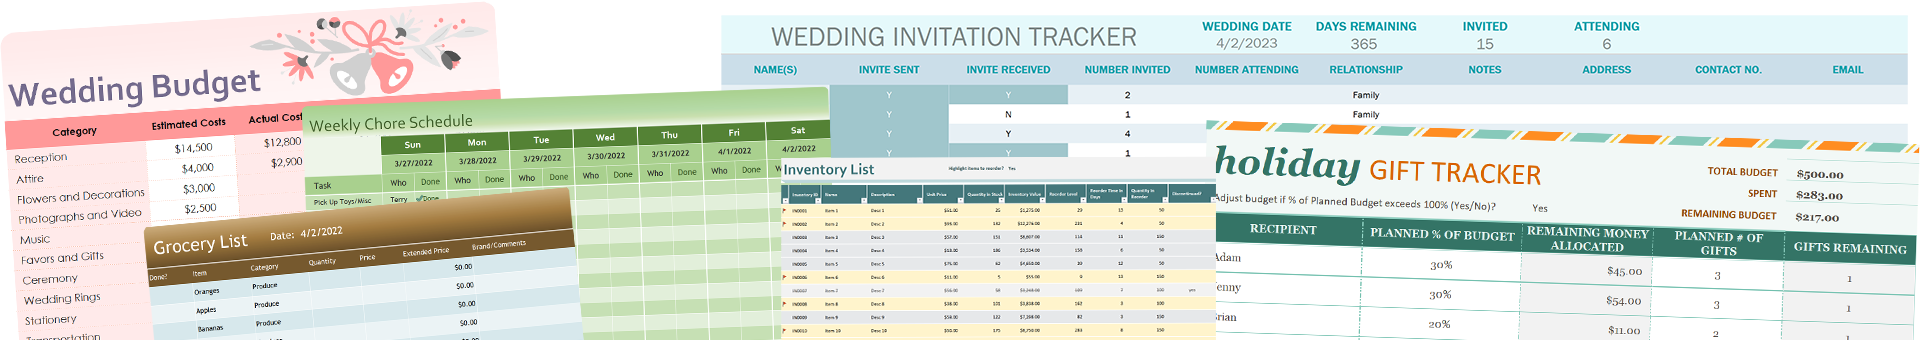 Wedding Budget
Category Estimated Costs Actual Cost
Reception $14,500 $12,800
Attire $4,000 $2,900
Flowers and Decorations $3,000
Photographs and Video $2,500
Music
Favors and Gifts
Ceremony
Wedding Rings
Stationery
Transportation
Weekly Chore Schedule
Sun Mon Tue Wed Thu Fri Sat
3/27/2022 3/28/2022 3/29/2022 3/30/2022 3/31/2022 4/1/2022 4/2/2022
Task Who Done Who Done Who Done Who Done Who Done Who Done Who Done
Pick Up Toys/Misc Terry Done
Grocery List Date: 4/2/2022
Done? Item Category Quantity Price Extended Price Brand/Comments
Oranges Produce $0.00
Apples Produce $0.00
Bananas Produce $0.00
$0.00
WEDDING INVITATION TRACKER
WEDDING DATE DAYS REMAINING INVITED ATTENDING
4/2/2023 365 15 6
NAME(S) INVITE SENT INVITE RECEIVED NUMBER INVITED NUMBER ATTENDING RELATIONSHIP NOTES ADDRESS CONTACT NO. EMAIL
Y Y 2 Family
Y N 1 Family
Y Y 4
Y Y 1
Inventory List Highlight items to reorder? Yes
Inventory ID Name Description Unit Price Quantity in Stock Inventory Value Reorder Level Reorder Time in Days Quantity in Reorder Discontinued?
IN0001 Item 1 Desc 1 $51.00 25 $1,275.00 29 13 50
IN0002 Item 2 Desc 2 $93.00 132 $12,276.00 231 4 50
IN0003 Item 3 Desc 3 $57.00 151 $8,607.00 114 11 150
IN0004 Item 4 Desc 4 $19.00 186 $3,534.00 158 6 50
IN0005 Item 5 Desc 5 $75.00 62 $4,650.00 39 12 50
IN0006 Item 6 Desc 6 $11.00 5 $55.00 9 13 150
IN0007 Item 7 Desc 7 $56.00 58 $3,248.00 109 7 100 yes
IN0008 Item 8 Desc 8 $38.00 101 $3,838.00 162 3 100
IN0009 Item 9 Desc 9 $59.00 122 $7,198.00 82 3 150
IN0010 Item 10 Desc 10 $50.00 175 $8,750.00 283 8 150
holiday GIFT TRACKER
TOTAL BUDGET $500.00
SPENT $283.00
REMAINING BUDGET $217.00
Adjust budget if % of Planned Budget exceeds 100% (Yes/No)? Yes
RECIPIENT PLANNED % OF BUDGET REMAINING MONEY ALLOCATED PLANNED # OF GIFTS GIFTS REMAINING
Adam 30% $45.00 3 1
enny 30% $54.00 3 1
rian 20% $11.00 2 1